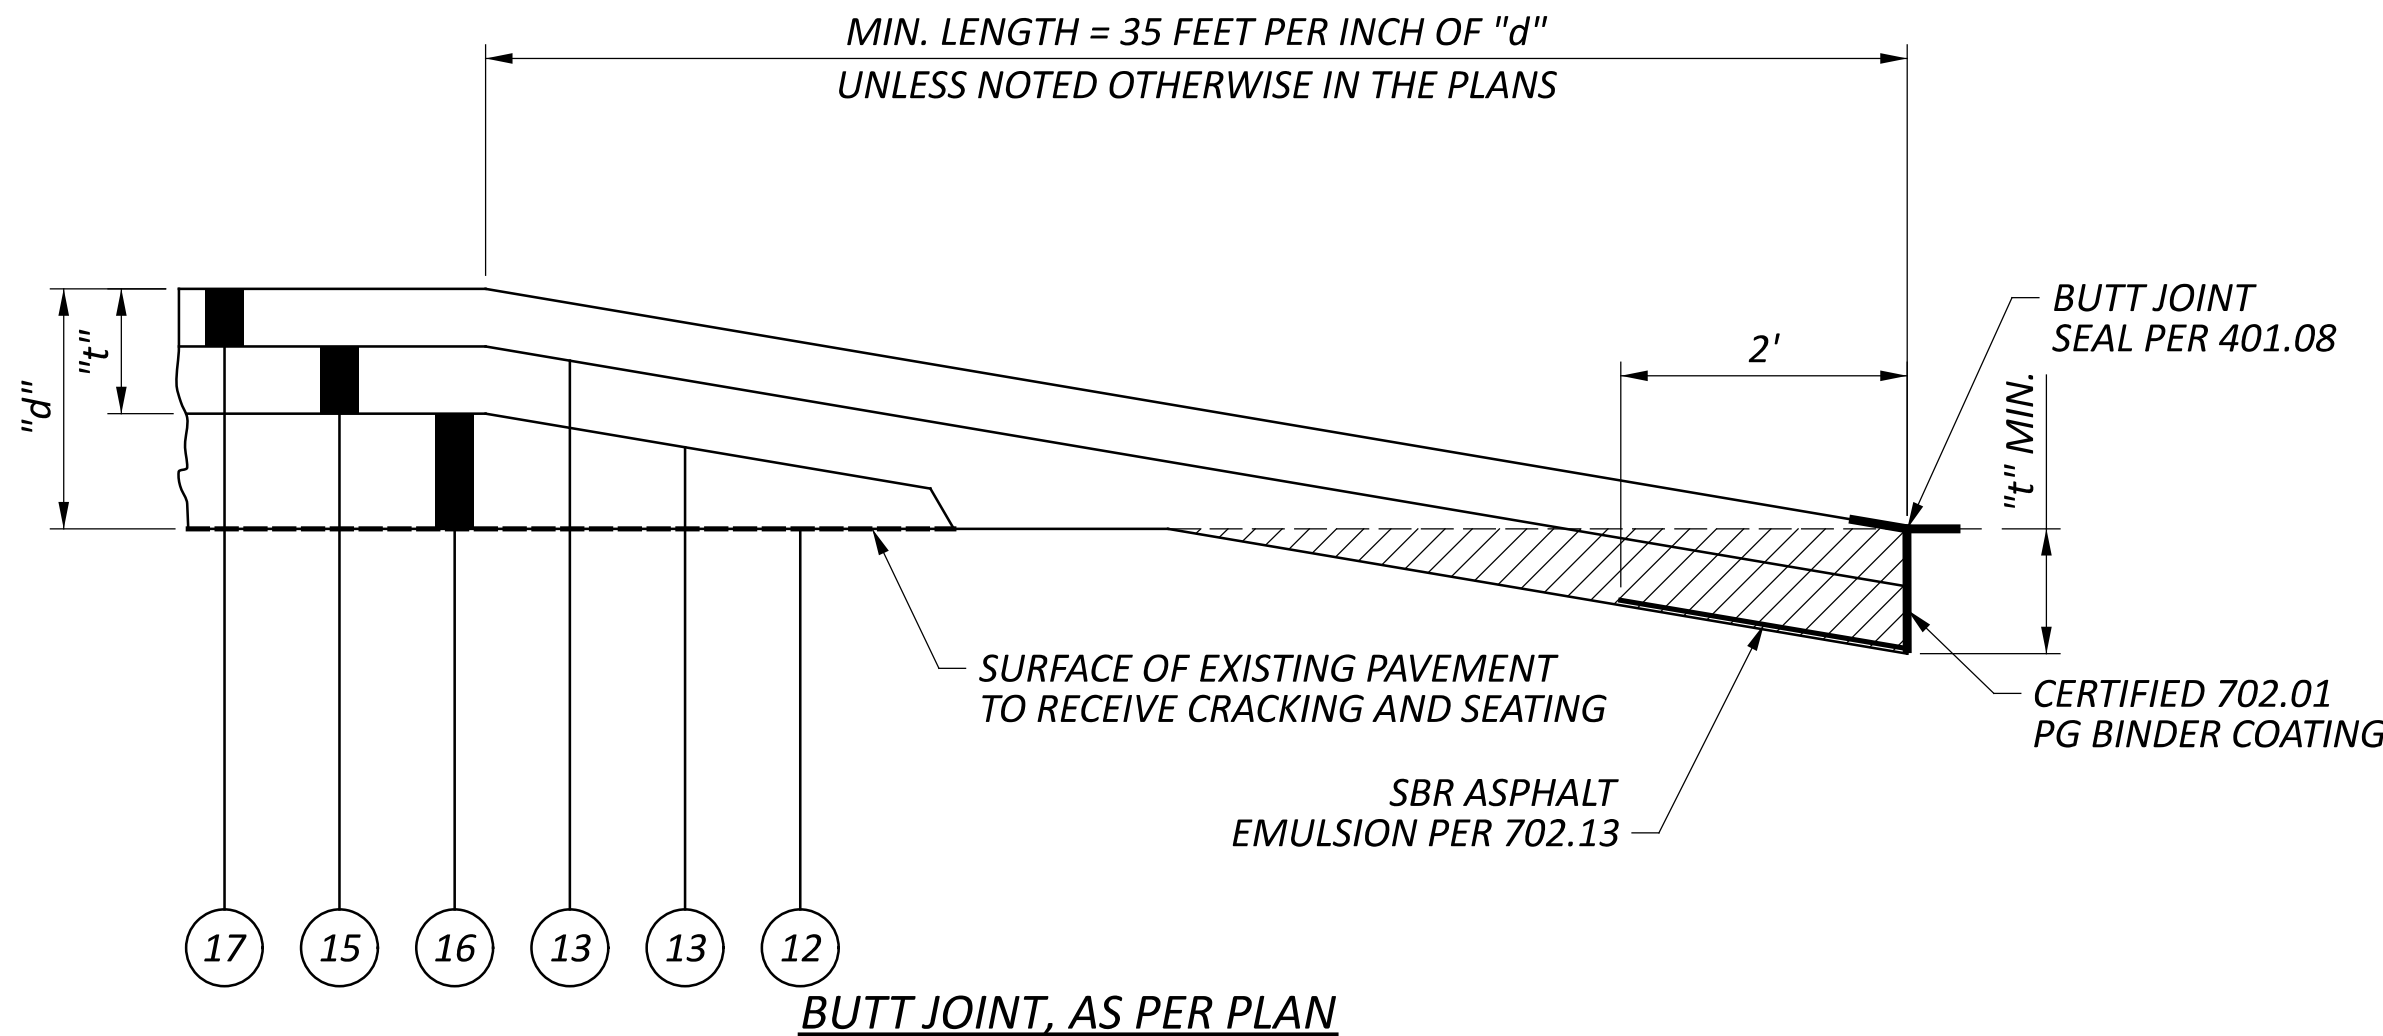 MIN. LENGTH = 35 FEET PER INCH OF "d"
UNLESS NOTED OTHERWISE IN THE PLANS
"d"
"t"
2'
BUTT JOINT
SEAL PER 401.08
"t" MIN.
SURFACE OF EXISTING PAVEMENT
TO RECEIVE CRACKING AND SEATING
CERTIFIED 702.01
PG BINDER COATING
SBR ASPHALT
EMULSION PER 702.13
17 15 16 13 13 12
BUTT JOINT, AS PER PLAN